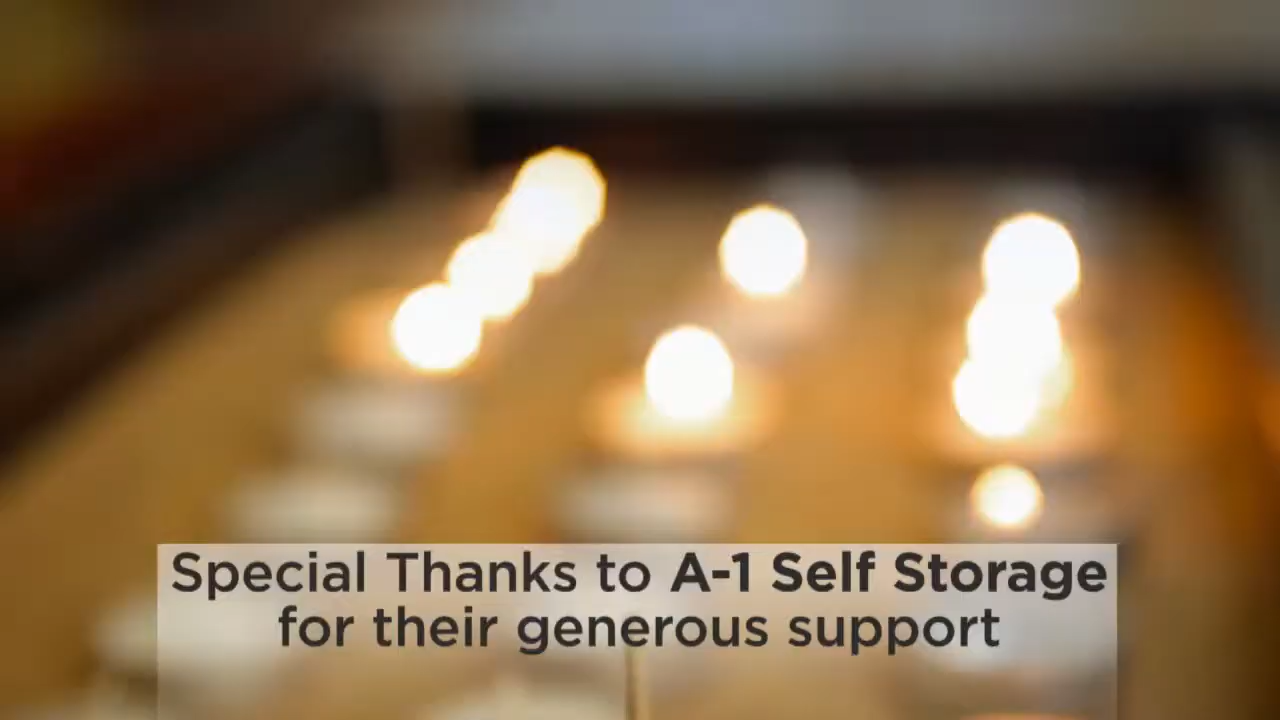 Special Thanks to A-1 Self Storage
for their generous support